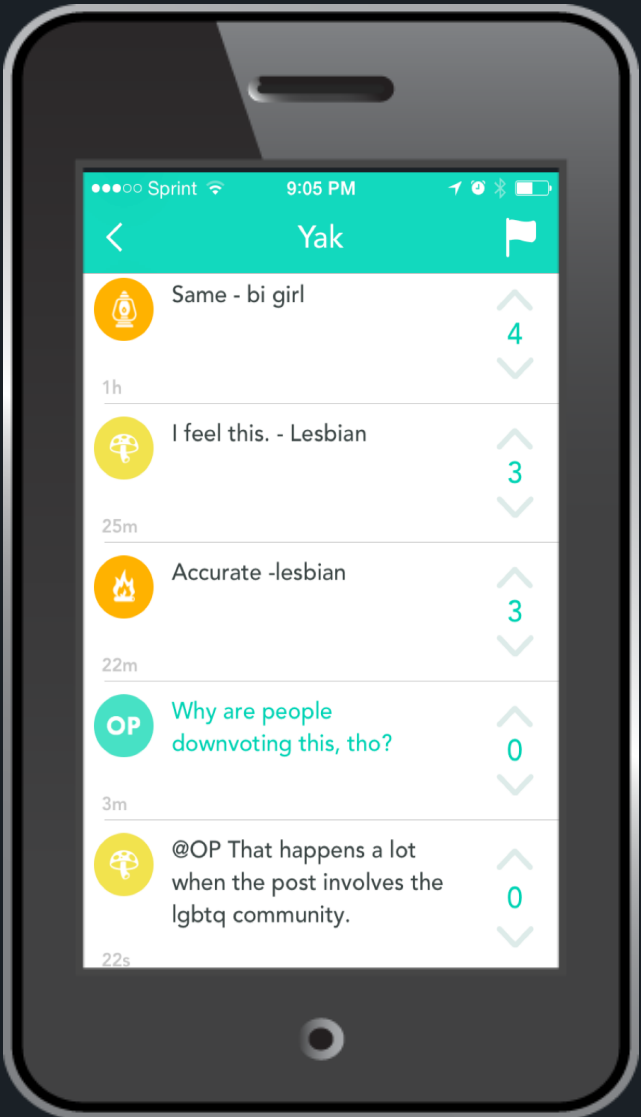 Sprint 9:05 PM
Yak
Same - bi girl
4
1h
I feel this. - Lesbian
3
25m
Accurate -lesbian
3
22m
OP
Why are people
downvoting this, tho?
0
3m
@OP That happens a lot
when the post involves the
lgbtq community.
0
22s